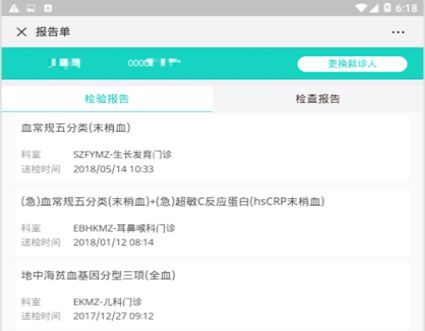 6:18
报告单
更换就诊人
检验报告
检查报告
血常规五分类(末梢血)
科室 SZFYMZ-生长发育门诊
送检时间 2018/05/14 10:33
(急)血常规五分类(末梢血)+(急)超敏C反应蛋白(hsCRP末梢血)
科室 EBHKMZ-耳鼻喉科门诊
送检时间 2018/01/12 08:14
地中海贫血基因分型三项(全血)
科室 EKMZ-儿科门诊
送检时间 2017/12/27 09:12